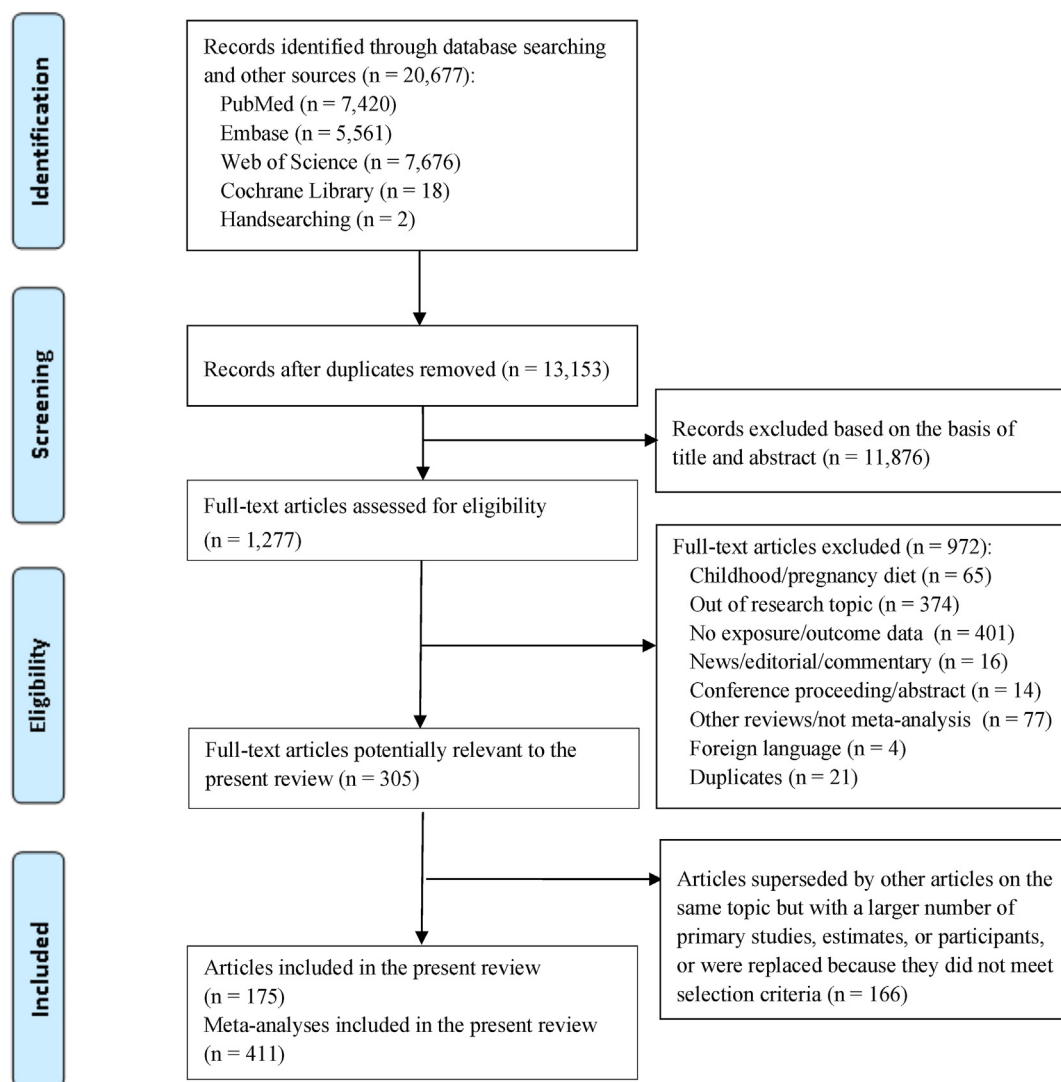 Identification
Records identified through database searching
and other sources (n = 20,677):
PubMed (n = 7,420)
Embase (n = 5,561)
Web of Science (n = 7,676)
Cochrane Library (n = 18)
Handsearching (n = 2)
Screening
Records after duplicates removed (n = 13,153)
Records excluded based on the basis of
title and abstract (n = 11,876)
Full-text articles assessed for eligibility
(n = 1,277)
Eligibility
Full-text articles excluded (n = 972):
Childhood/pregnancy diet (n = 65)
Out of research topic (n = 374)
No exposure/outcome data (n = 401)
News/editorial/commentary (n = 16)
Conference proceeding/abstract (n = 14)
Other reviews/not meta-analysis (n = 77)
Foreign language (n = 4)
Duplicates (n = 21)
Full-text articles potentially relevant to the
present review (n = 305)
Included
Articles superseded by other articles on the
same topic but with a larger number of
primary studies, estimates, or participants,
or were replaced because they did not meet
selection criteria (n = 166)
Articles included in the present review
(n = 175)
Meta-analyses included in the present review
(n = 411)